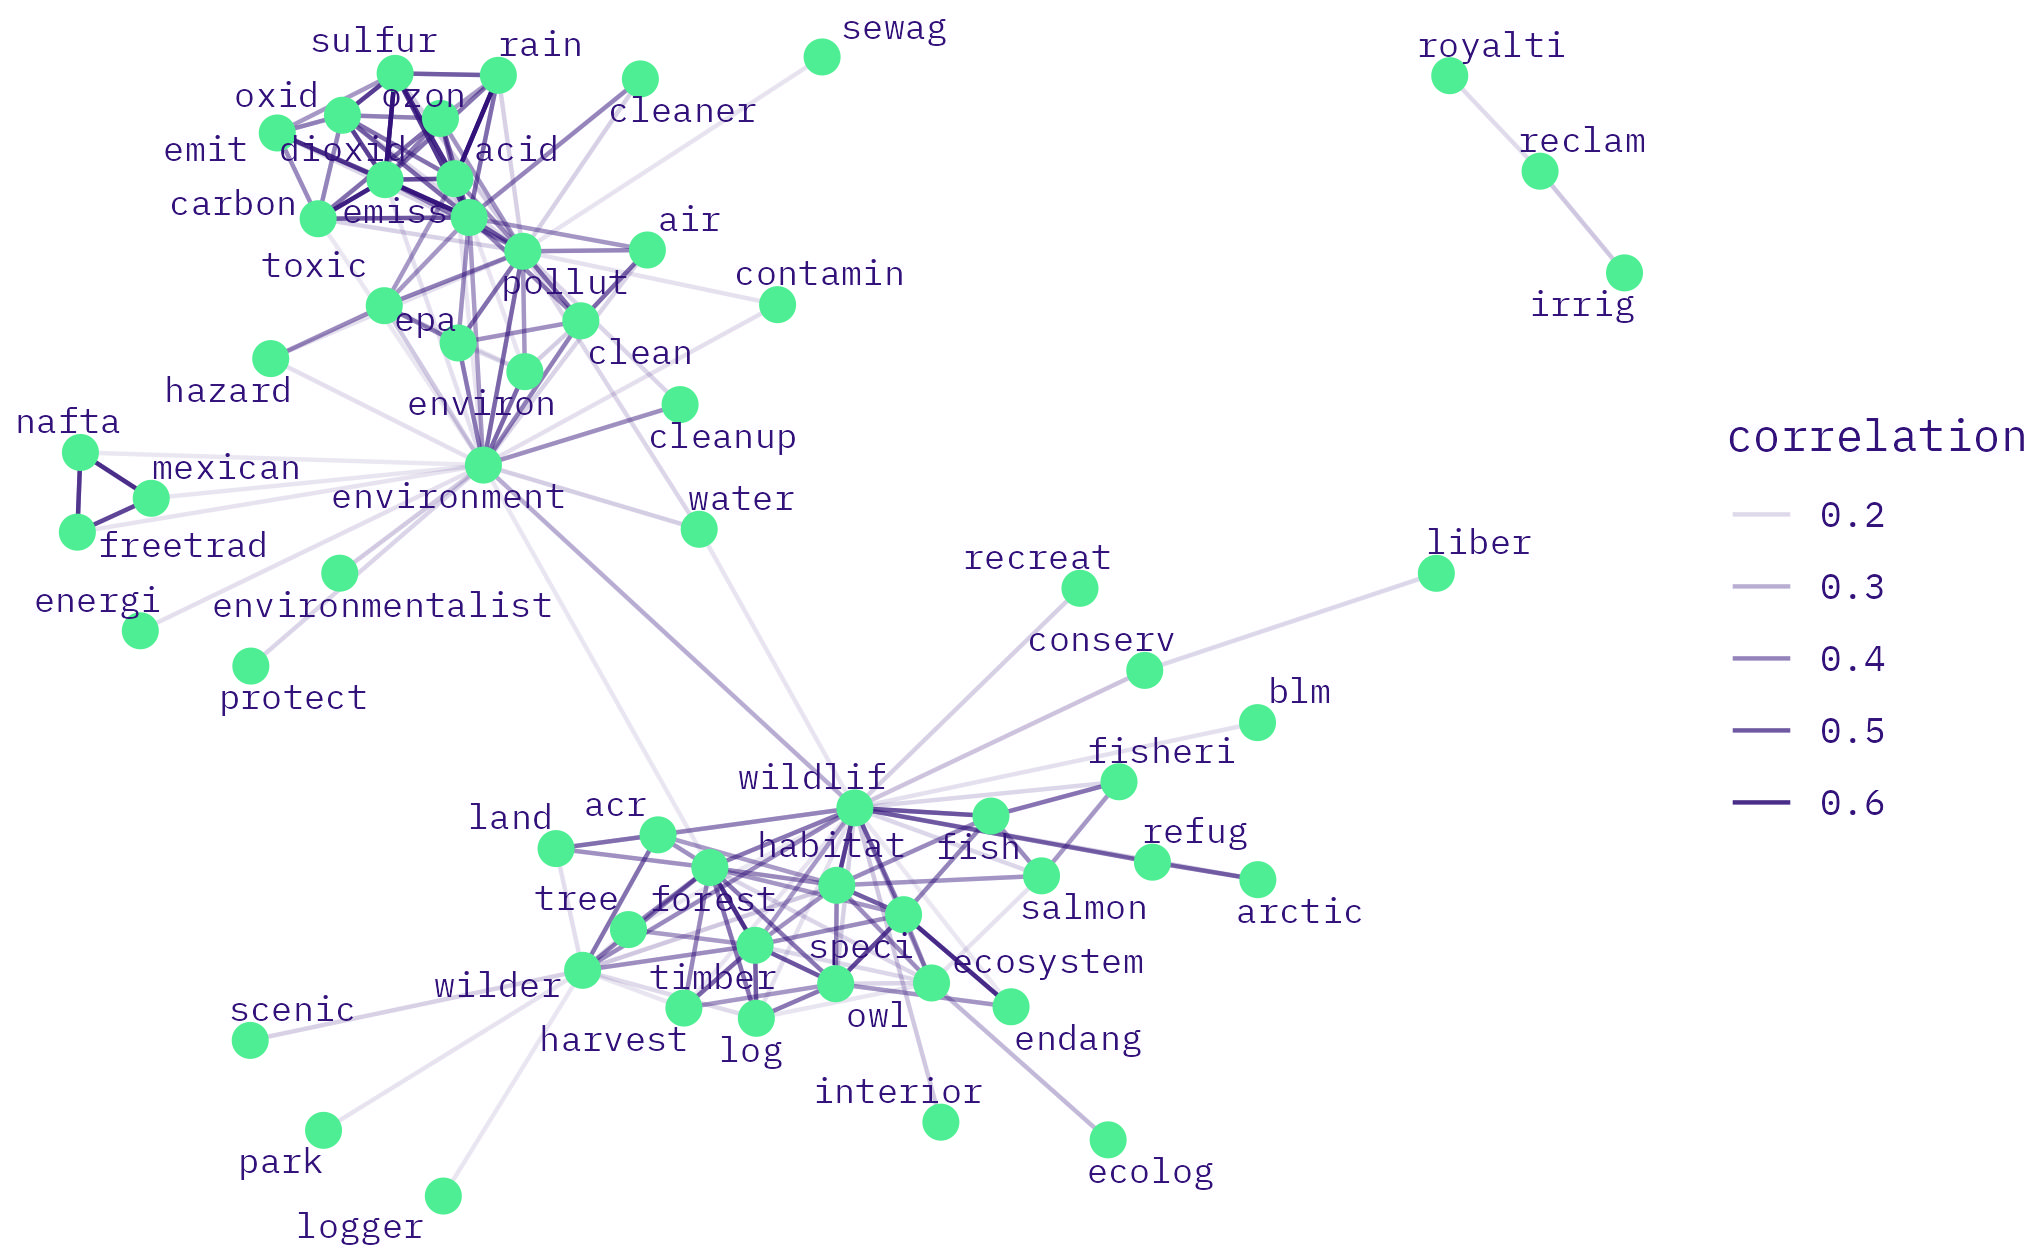 sewag
sulfur
rain
royalti
oxid
ozon
cleaner
reclam
emit
dioxid
acid
carbon
emiss
air
toxic
pollut
contamin
irrig
epa
clean
hazard
environ
nafta
cleanup
correlation
mexican
environment
water
0.2
freetrad
recreat
liber
0.3
energi
environmentalist
conserv
0.4
protect
blm
0.5
fisheri
wildlif
land
acr
0.6
habitat
fish
refug
tree
forest
salmon
arctic
speci
wilder
timber
ecosystem
scenic
owl
harvest
log
endang
interior
park
ecolog
logger